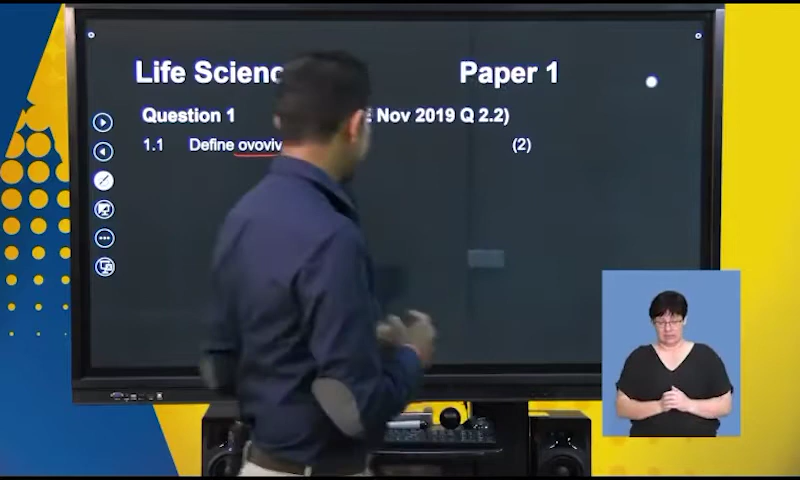 Life Scienc Paper 1
Question 1 E Nov 2019 Q 2.2)
1.1 Define ovoviv (2)